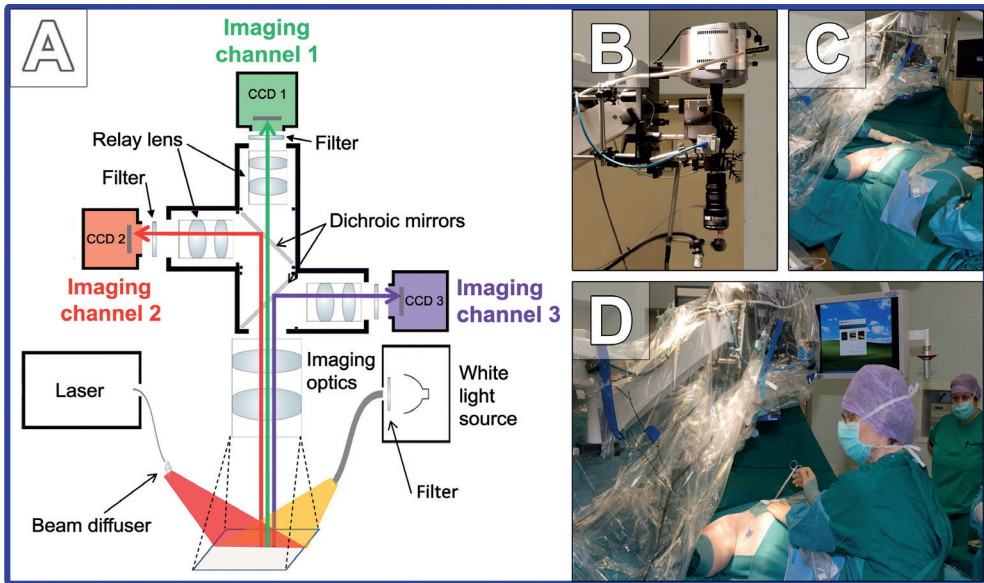 A
Imaging
channel 1
CCD 1
Relay lens
Filter
Filter
Dichroic mirrors
CCD 2
Imaging
channel 2
CCD 3
Imaging
channel 3
Imaging
optics
Laser
White
light
source
Beam diffuser
Filter
B
C
D